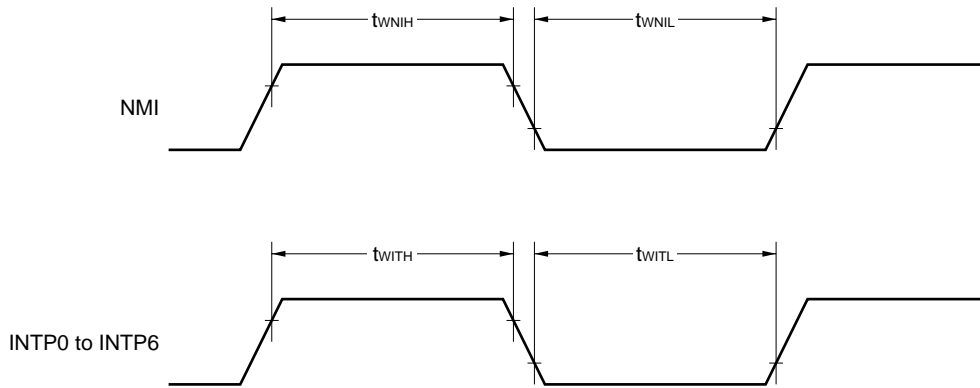 tWNIH
tWNIL
NMI
tWITH
tWITL
INTP0 to INTP6